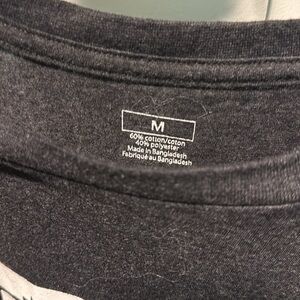 M
60% cotton/coton
40% polyester
Made in Bangladesh
Fabriqué au Bangladesh